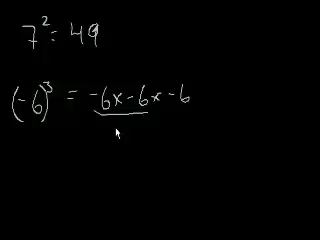 7² = 49
(-6)³ = -6x-6x-6